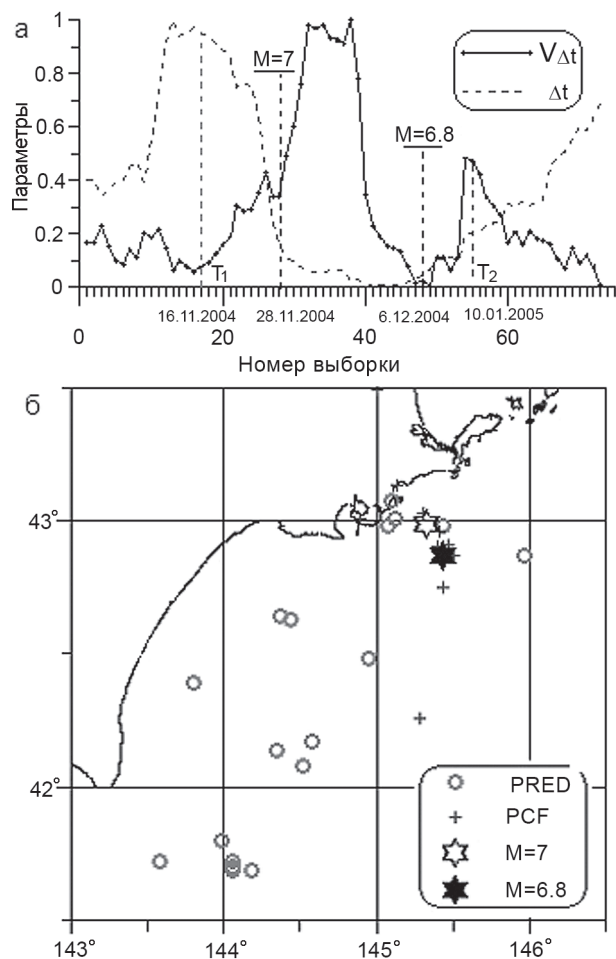 а
1
0.8
0.6
0.4
0.2
0
Параметры
M=7
M=6.8
V∆t
∆t
T1
T2
16.11.2004 28.11.2004 6.12.2004 10.01.2005
0 20 40 60
Номер выборки
б
43°
42°
PRED
PCF
M=7
M=6.8
143° 144° 145° 146°